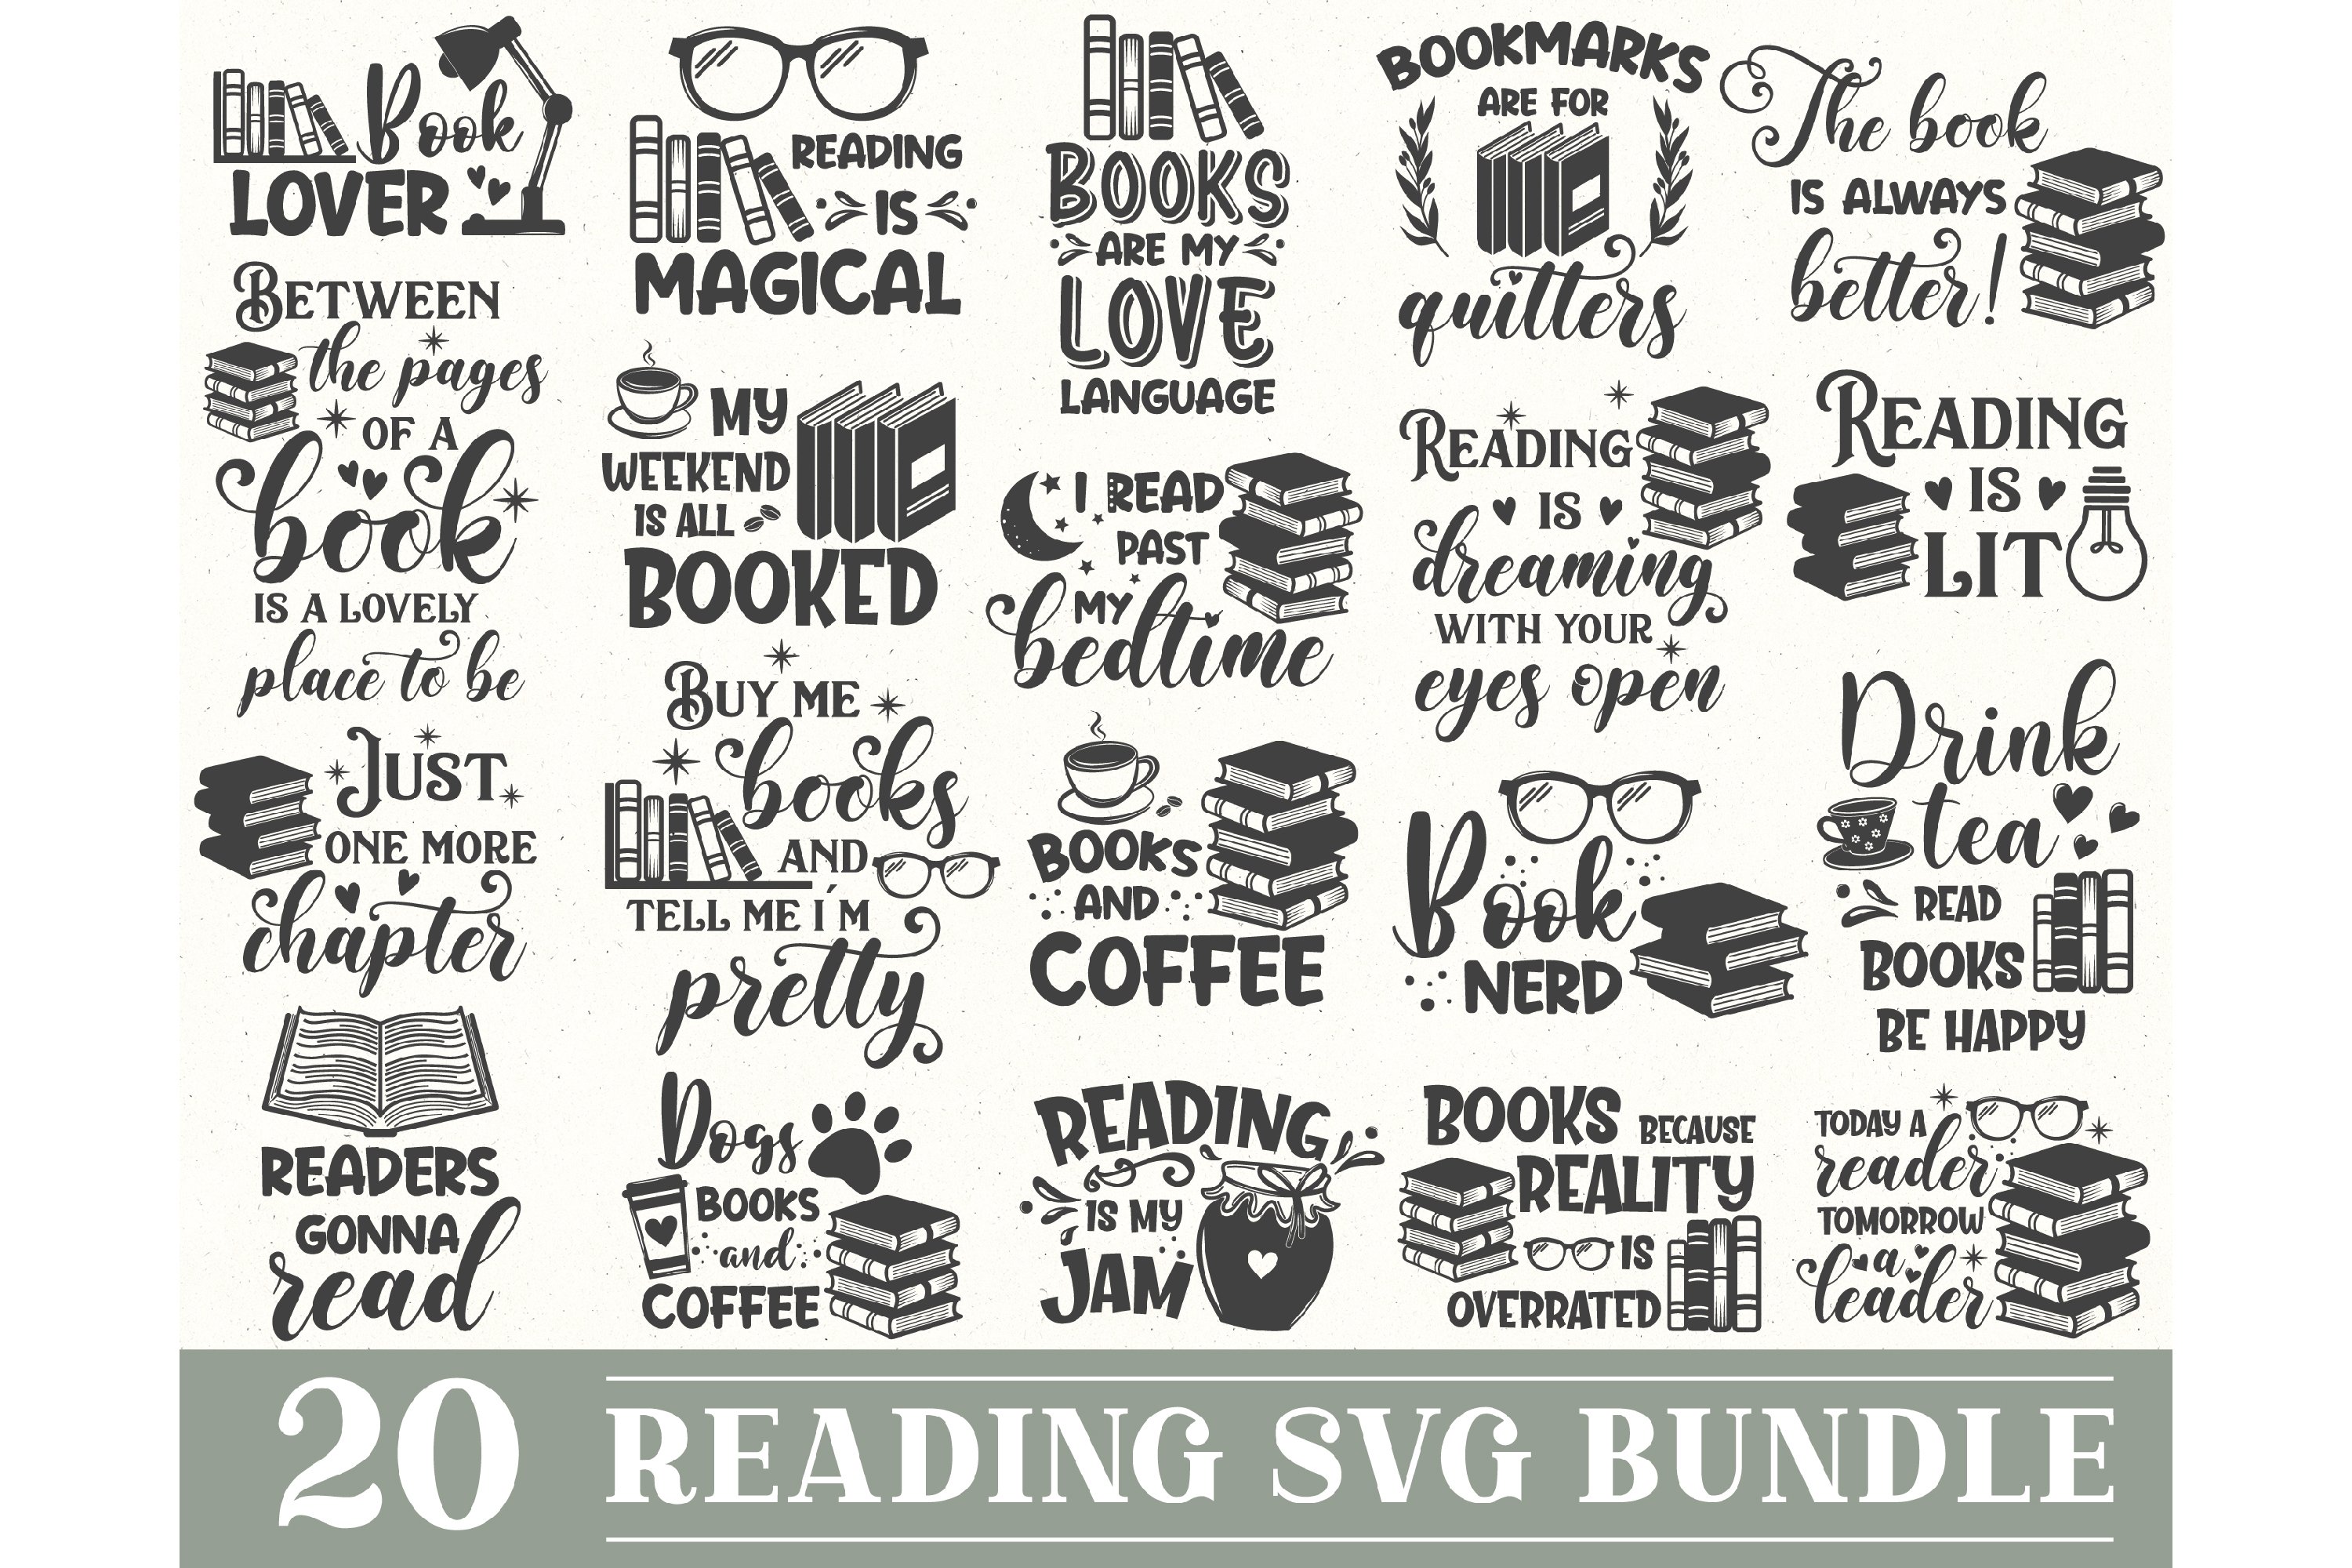 Book
LOVER
BETWEEN
the pages
OF A
book
IS A LOVELY
place to be
JUST
ONE MORE
chapter
READERS
GONNA
read
READING
IS
MAGICAL
MY
WEEKEND
IS ALL
BOOKED
BUY ME
books
AND
TELL ME I'M
pretty
Dogs
BOOKS
and
COFFEE
BOOKS
ARE MY
LOVE
LANGUAGE
I READ
PAST
MY
bedtime
BOOKS
AND
COFFEE
READING
IS MY
JAM
BOOKMARKS
ARE FOR
quitters
READING
IS
dreaming
WITH YOUR
eyes open
Book
NERD
BOOKS BECAUSE
REALITY
IS
OVERRATED
The book
IS ALWAYS
better!
READING
IS
LIT
Drink
tea
READ
BOOKS
BE HAPPY
TODAY A
reader
TOMORROW
a
leader
20 READING SVG BUNDLE